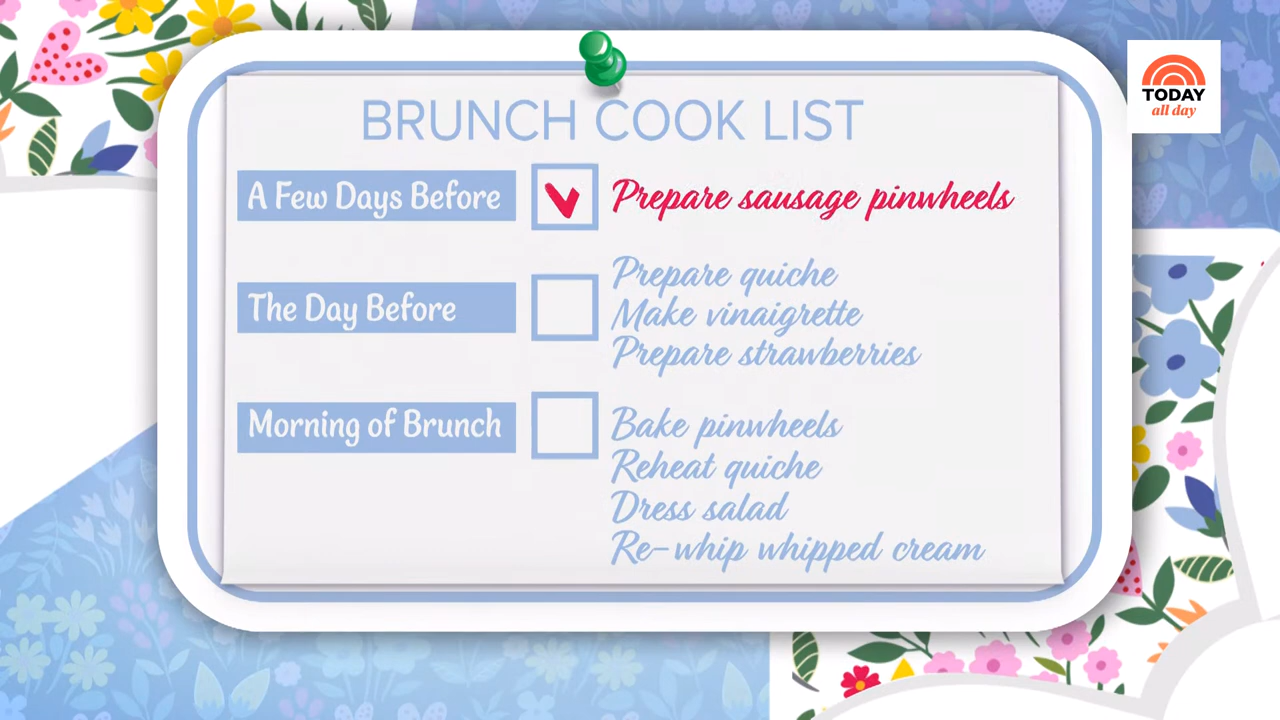 BRUNCH COOK LIST
A Few Days Before
Prepare sausage pinwheels
The Day Before
Prepare quiche
Make vinaigrette
Prepare strawberries
Morning of Brunch
Bake pinwheels
Reheat quiche
Dress salad
Re-whip whipped cream
TODAY
all day